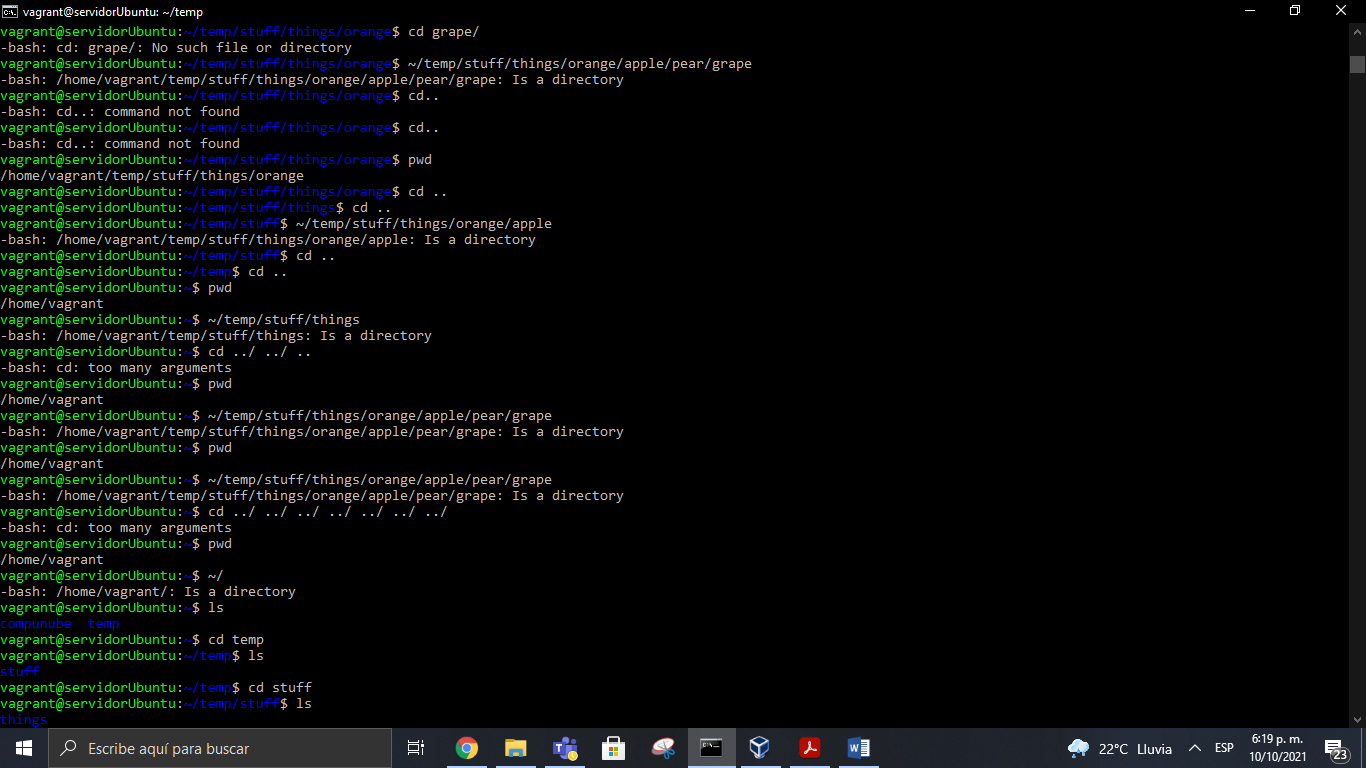 vagrant@servidorUbuntu: ~/temp
vagrant@servidorUbuntu:~/temp/stuff/things/orange$ cd grape/
-bash: cd: grape/: No such file or directory
vagrant@servidorUbuntu:~/temp/stuff/things/orange$ ~/temp/stuff/things/orange/apple/pear/grape
-bash: /home/vagrant/temp/stuff/things/orange/apple/pear/grape: Is a directory
vagrant@servidorUbuntu:~/temp/stuff/things/orange$ cd..
-bash: cd..: command not found
vagrant@servidorUbuntu:~/temp/stuff/things/orange$ cd..
-bash: cd..: command not found
vagrant@servidorUbuntu:~/temp/stuff/things/orange$ pwd
/home/vagrant/temp/stuff/things/orange
vagrant@servidorUbuntu:~/temp/stuff/things/orange$ cd ..
vagrant@servidorUbuntu:~/temp/stuff/things$ cd ..
vagrant@servidorUbuntu:~/temp/stuff$ ~/temp/stuff/things/orange/apple
-bash: /home/vagrant/temp/stuff/things/orange/apple: Is a directory
vagrant@servidorUbuntu:~/temp/stuff$ cd ..
vagrant@servidorUbuntu:~/temp$ cd ..
vagrant@servidorUbuntu:~$ pwd
/home/vagrant
vagrant@servidorUbuntu:~$ ~/temp/stuff/things
-bash: /home/vagrant/temp/stuff/things: Is a directory
vagrant@servidorUbuntu:~$ cd ../ ../ ..
-bash: cd: too many arguments
vagrant@servidorUbuntu:~$ pwd
/home/vagrant
vagrant@servidorUbuntu:~$ ~/temp/stuff/things/orange/apple/pear/grape
-bash: /home/vagrant/temp/stuff/things/orange/apple/pear/grape: Is a directory
vagrant@servidorUbuntu:~$ pwd
/home/vagrant
vagrant@servidorUbuntu:~$ ~/temp/stuff/things/orange/apple/pear/grape
-bash: /home/vagrant/temp/stuff/things/orange/apple/pear/grape: Is a directory
vagrant@servidorUbuntu:~$ cd ../ ../ ../ ../ ../ ../ ../
-bash: cd: too many arguments
vagrant@servidorUbuntu:~$ pwd
/home/vagrant
vagrant@servidorUbuntu:~$ ~/
-bash: /home/vagrant/: Is a directory
vagrant@servidorUbuntu:~$ ls
compunube  temp
vagrant@servidorUbuntu:~$ cd temp
vagrant@servidorUbuntu:~/temp$ ls
stuff
vagrant@servidorUbuntu:~/temp$ cd stuff
vagrant@servidorUbuntu:~/temp/stuff$ ls
things
Escribe aquí para buscar
22°C Lluvia
ESP
6:19 p. m.
10/10/2021
23